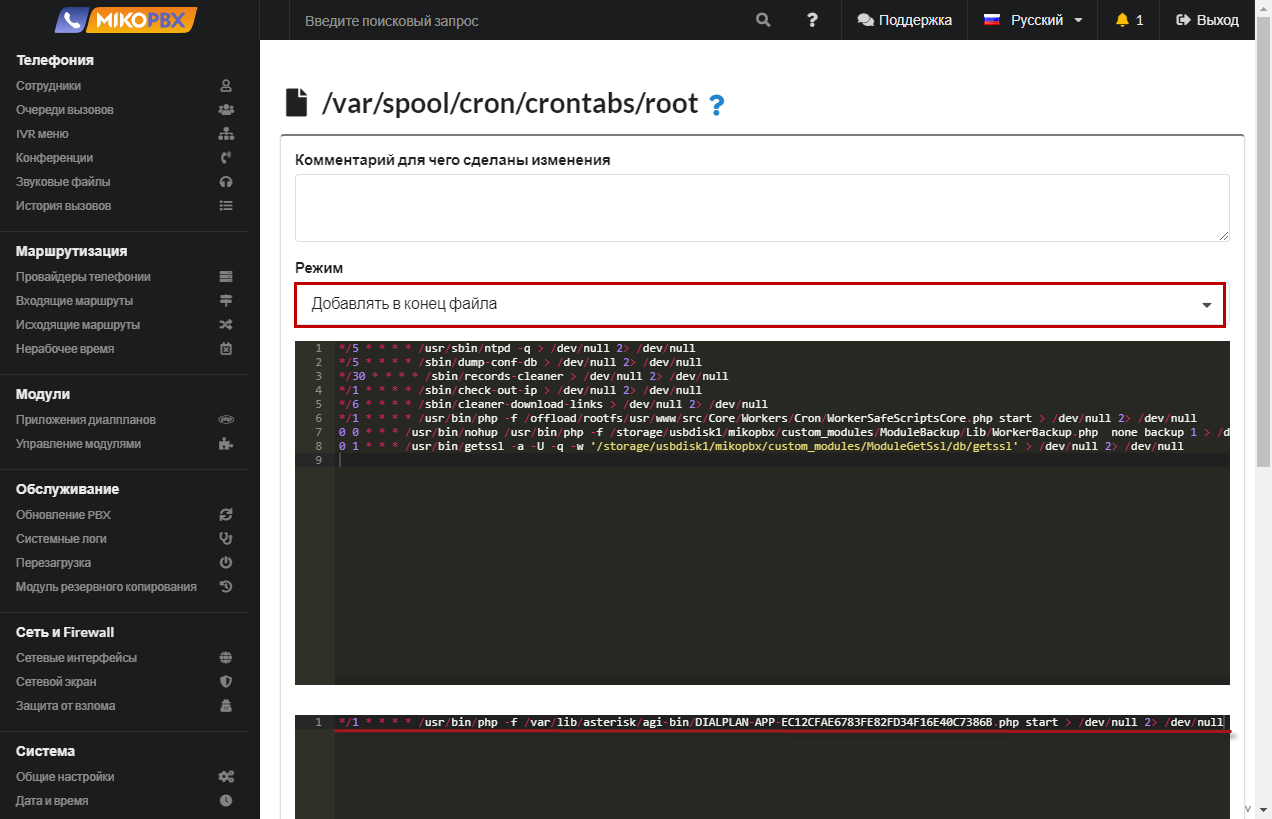 MIKOPBX
Введите поисковый запрос
?
Поддержка
Русский
1
Выход
Телефония
Сотрудники
Очереди вызовов
IVR меню
Конференции
Звуковые файлы
История вызовов
Маршрутизация
Провайдеры телефонии
Входящие маршруты
Исходящие маршруты
Нерабочее время
Модули
Приложения диалпланов
Управление модулями
Обслуживание
Обновление PBX
Системные логи
Перезагрузка
Модуль резервного копирования
Сеть и Firewall
Сетевые интерфейсы
Сетевой экран
Защита от взлома
Система
Общие настройки
Дата и время
/var/spool/cron/crontabs/root ?
Комментарий для чего сделаны изменения
Режим
Добавлять в конец файла
1 */5 * * * * /usr/sbin/ntpd -q > /dev/null 2> /dev/null
2 */5 * * * * /sbin/dump-conf-db > /dev/null 2> /dev/null
3 */30 * * * * /sbin/records-cleaner > /dev/null 2> /dev/null
4 */1 * * * * /sbin/check-out-ip > /dev/null 2> /dev/null
5 */6 * * * * /sbin/cleaner-download-links > /dev/null 2> /dev/null
6 */1 * * * * /usr/bin/php -f /offload/rootfs/usr/www/src/Core/Workers/Cron/WorkerSafeScriptsCore.php start > /dev/null 2> /dev/null
7 0 0 * * * /usr/bin/nohup /usr/bin/php -f /storage/usbdisk1/mikopbx/custom_modules/ModuleBackup/Lib/WorkerBackup.php  none backup 1 > /d
8 0 1 * * * /usr/bin/getssl -a -U -q -w '/storage/usbdisk1/mikopbx/custom_modules/ModuleGetSsl/db/getssl' > /dev/null 2> /dev/null
9
1 */1 * * * * /usr/bin/php -f /var/lib/asterisk/agi-bin/DIALPLAN-APP-EC12CFAE6783FE82FD34F16E40C7386B.php start > /dev/null 2> /dev/null
v